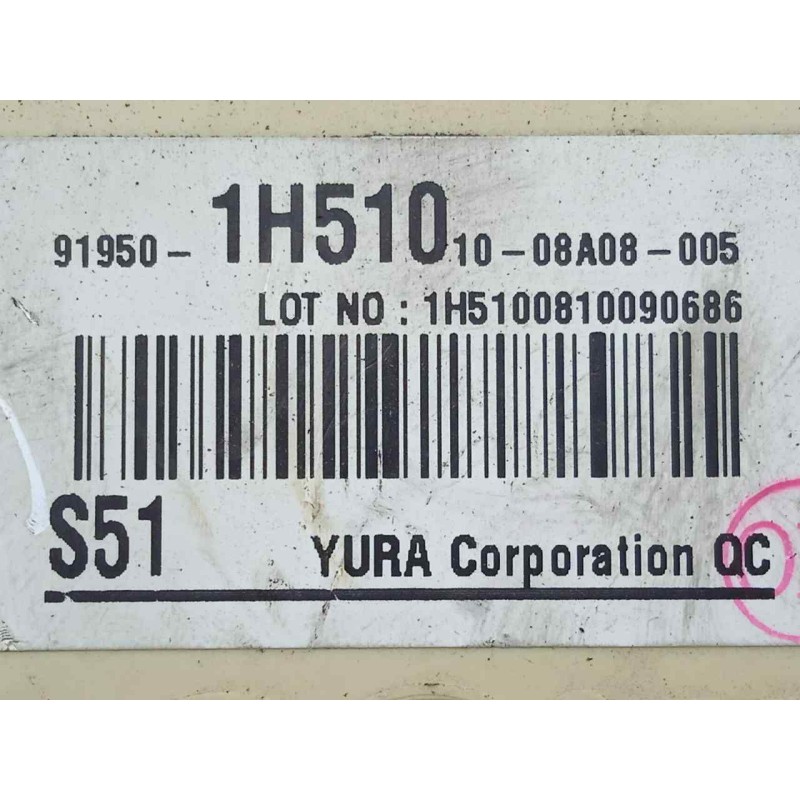 91950- 1H510 10-08A08-005
LOT NO : 1H5100810090686
S51 YURA Corporation QC